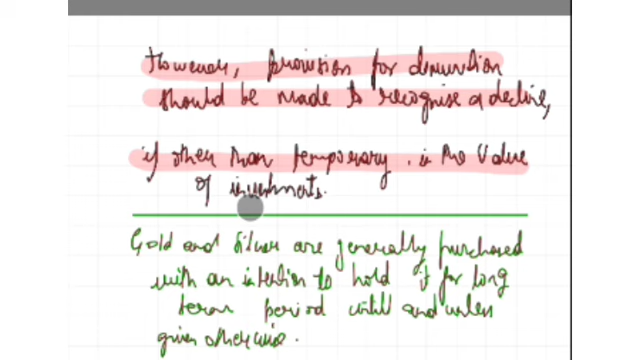 However, provision for diminution
should be made to recognise a decline,
if other than temporary. in the Value
of investments.
Gold and Silver are generally purchased
with an intention to hold it for long
term period until and unless
given otherwise.